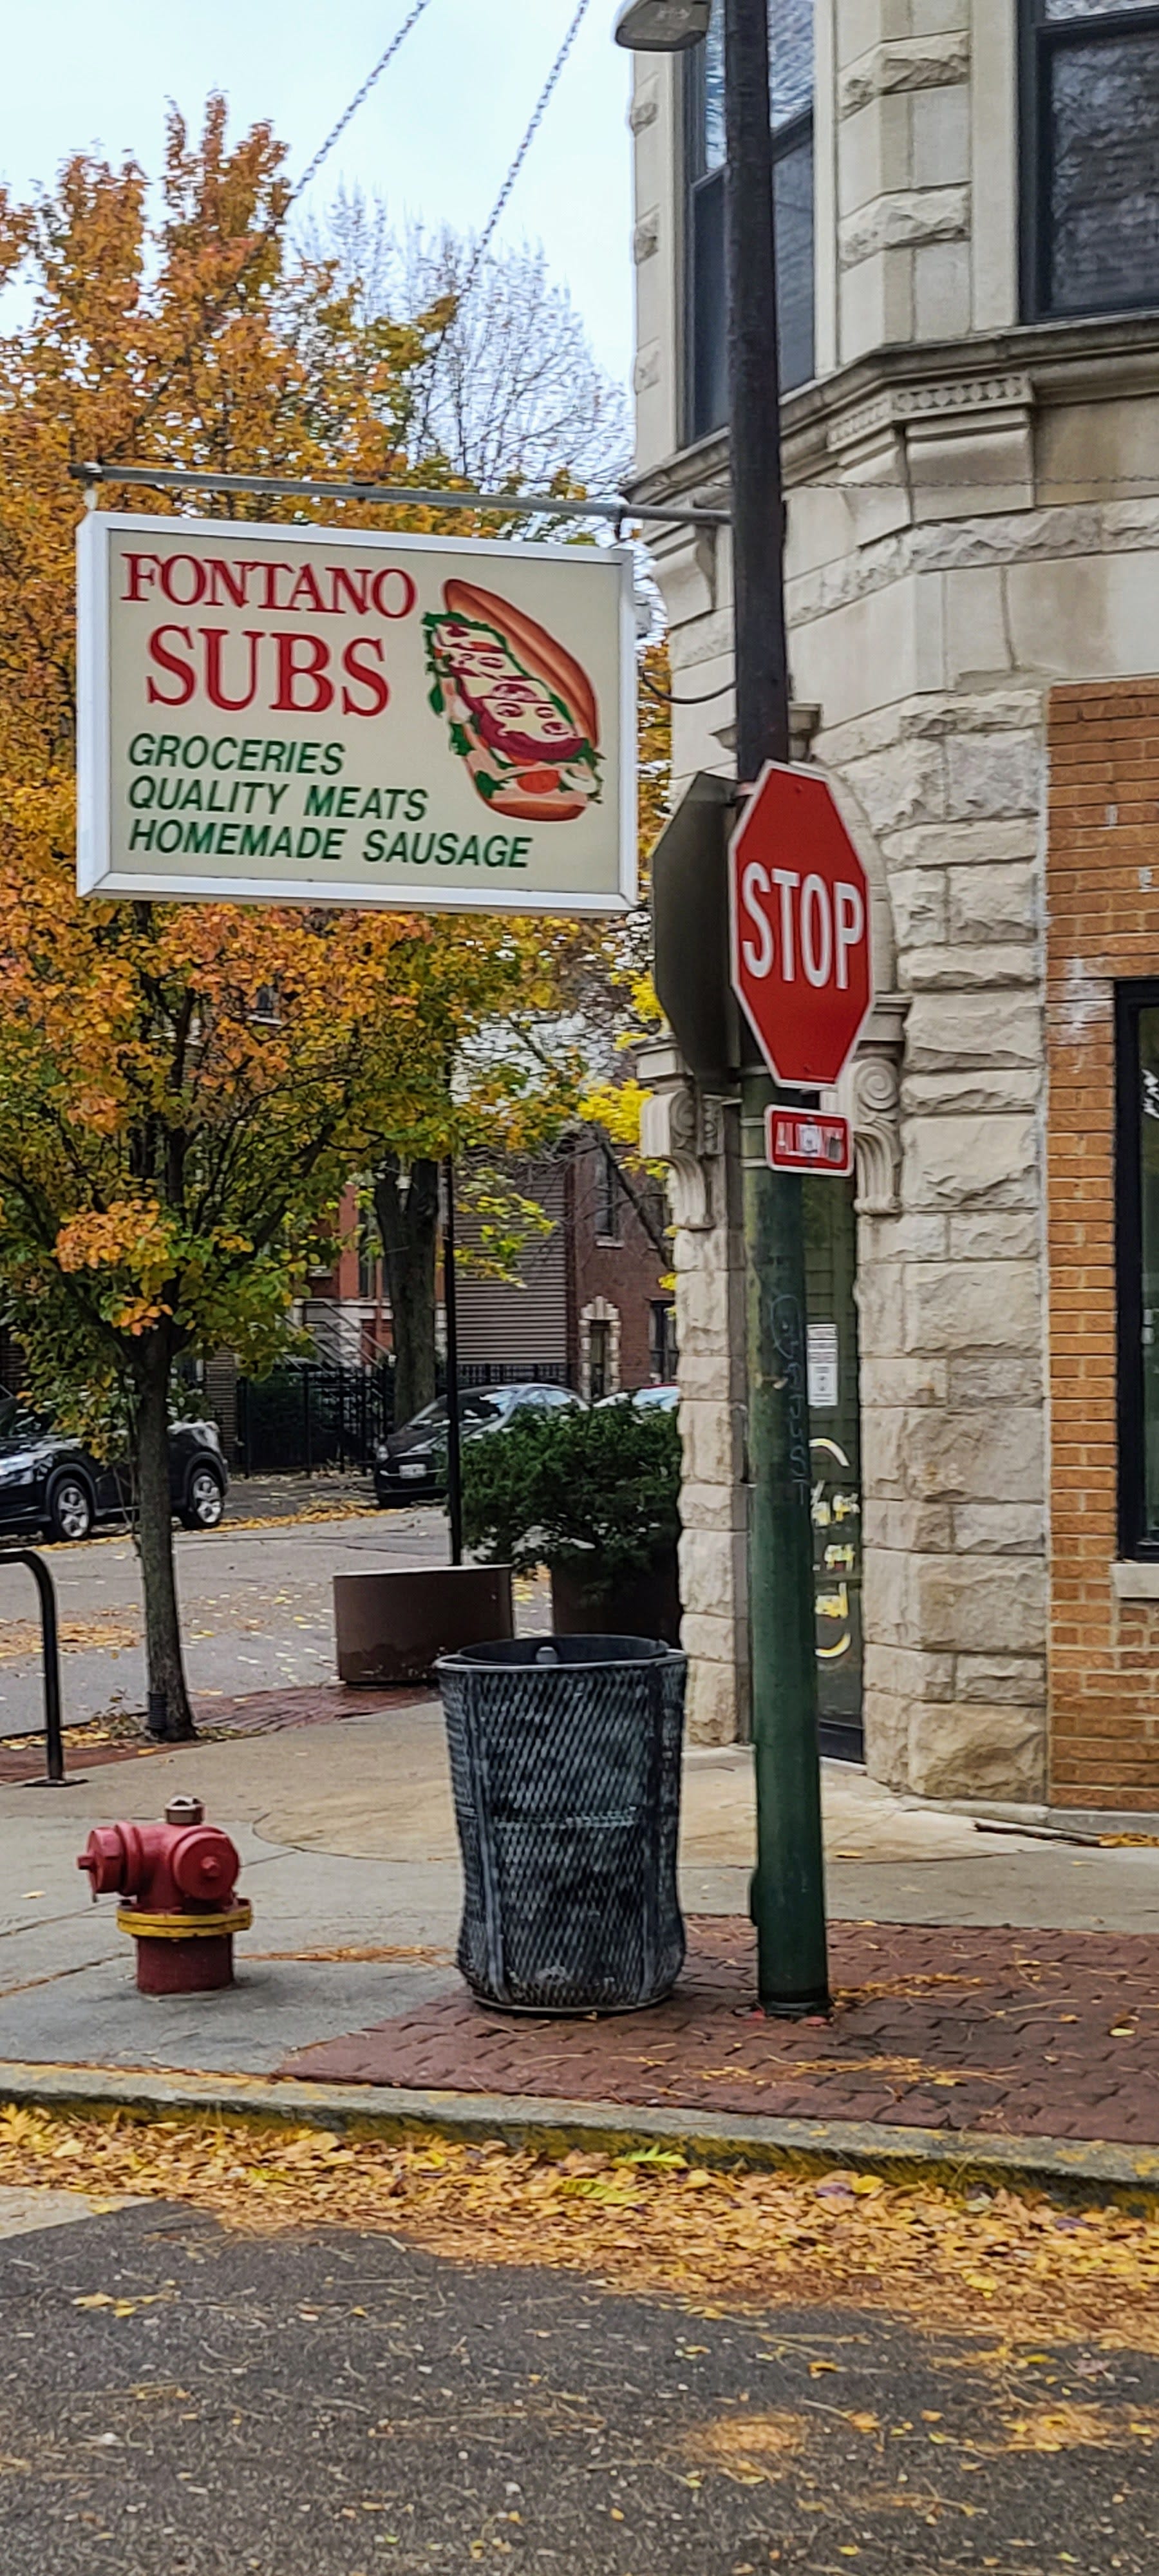 FONTANO
SUBS
GROCERIES
QUALITY MEATS
HOMEMADE SAUSAGE
STOP